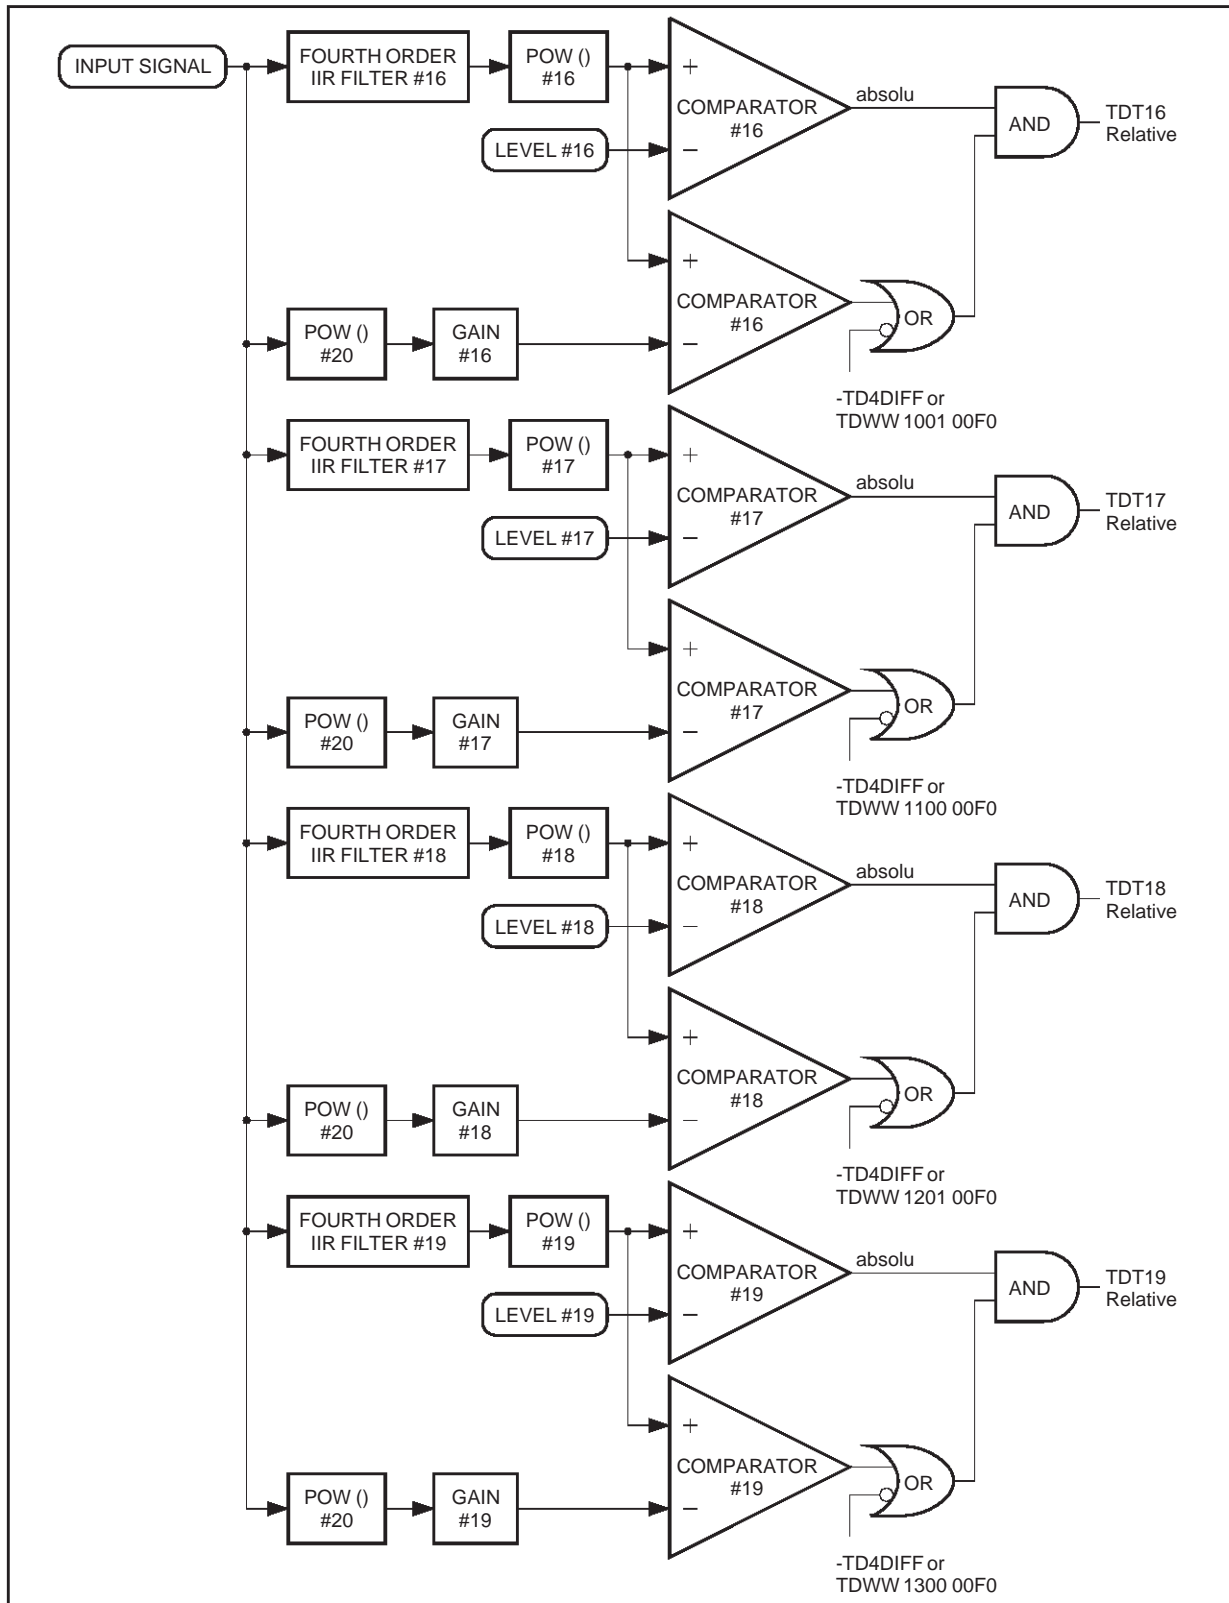 INPUT SIGNAL
FOURTH ORDER
IIR FILTER #16
POW ()
#16
+
COMPARATOR
#16
absolu
AND
TDT16
Relative
LEVEL #16
−
+
COMPARATOR
#16
OR
POW ()
#20
GAIN
#16
−
-TD4DIFF or
TDWW 1001 00F0
FOURTH ORDER
IIR FILTER #17
POW ()
#17
+
COMPARATOR
#17
absolu
AND
TDT17
Relative
LEVEL #17
−
+
COMPARATOR
#17
OR
POW ()
#20
GAIN
#17
−
-TD4DIFF or
TDWW 1100 00F0
FOURTH ORDER
IIR FILTER #18
POW ()
#18
+
COMPARATOR
#18
absolu
AND
TDT18
Relative
LEVEL #18
−
+
COMPARATOR
#18
OR
POW ()
#20
GAIN
#18
−
-TD4DIFF or
TDWW 1201 00F0
FOURTH ORDER
IIR FILTER #19
POW ()
#19
+
COMPARATOR
#19
absolu
AND
TDT19
Relative
LEVEL #19
−
+
COMPARATOR
#19
OR
POW ()
#20
GAIN
#19
−
-TD4DIFF or
TDWW 1300 00F0